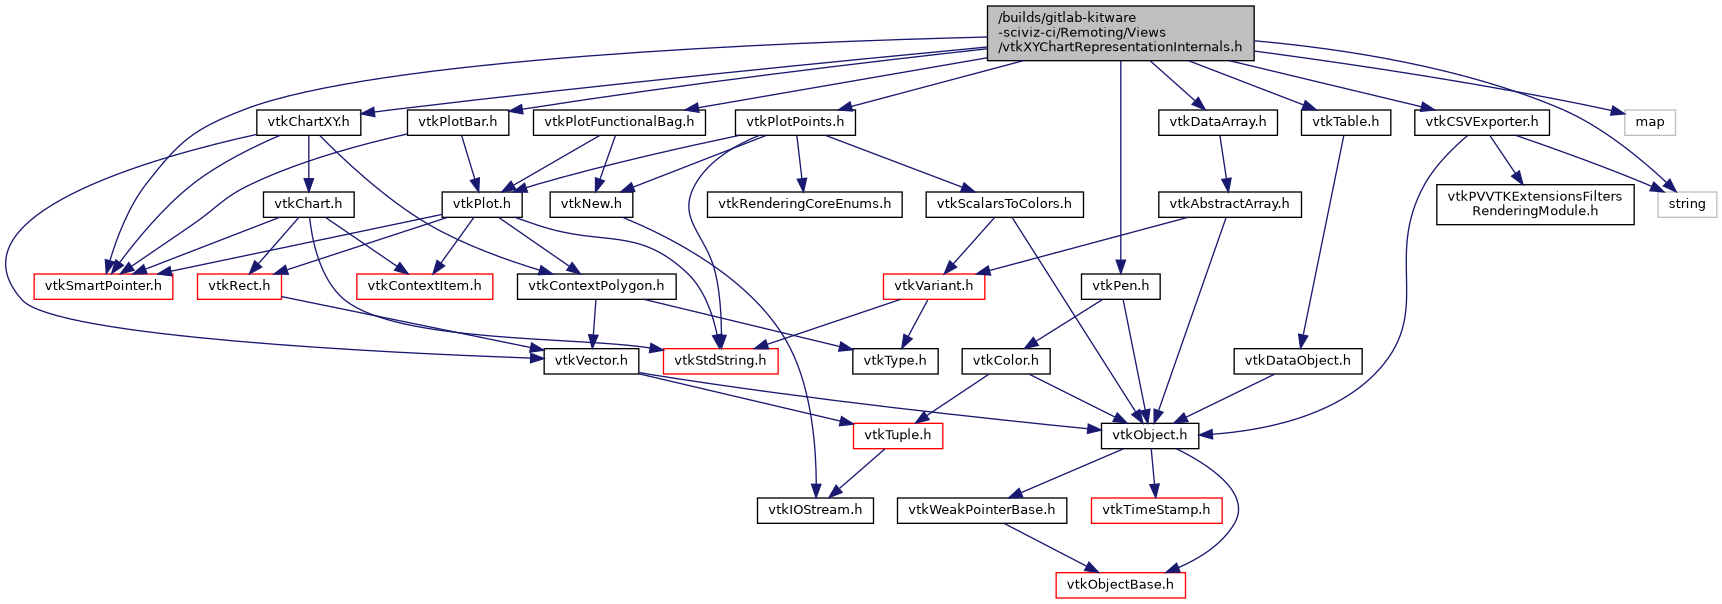 /builds/gitlab-kitware
-sciviz-ci/Remoting/Views
/vtkXYChartRepresentationInternals.h
vtkChartXY.h
vtkPlotBar.h
vtkPlotFunctionalBag.h
vtkPlotPoints.h
vtkDataArray.h
vtkTable.h
vtkCSVExporter.h
map
vtkChart.h
vtkPlot.h
vtkNew.h
vtkRenderingCoreEnums.h
vtkScalarsToColors.h
vtkAbstractArray.h
vtkPVVTKExtensionsFilters
RenderingModule.h
string
vtkSmartPointer.h
vtkRect.h
vtkContextItem.h
vtkContextPolygon.h
vtkVariant.h
vtkPen.h
vtkVector.h
vtkStdString.h
vtkType.h
vtkColor.h
vtkDataObject.h
vtkTuple.h
vtkObject.h
vtkIOStream.h
vtkWeakPointerBase.h
vtkTimeStamp.h
vtkObjectBase.h